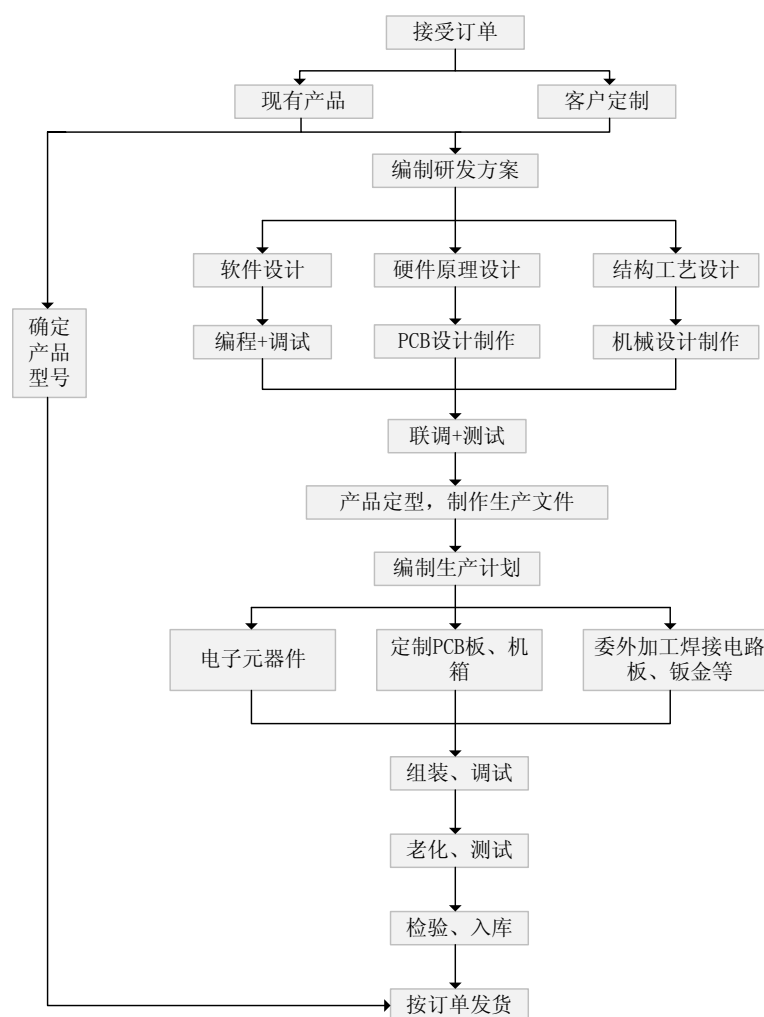 接受订单
现有产品
客户定制
编制研发方案
软件设计
硬件原理设计
结构工艺设计
确定
产品
型号
编程+调试
PCB设计制作
机械设计制作
联调+测试
产品定型，制作生产文件
编制生产计划
电子元器件
定制PCB板、机
箱
委外加工焊接电路
板、钣金等
组装、调试
老化、测试
检验、入库
按订单发货